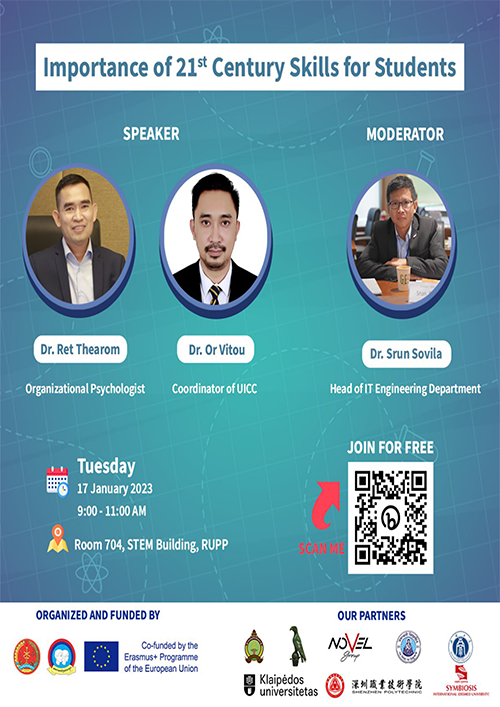 Importance of 21st Century Skills for Students
SPEAKER
MODERATOR
Dr. Ret Thearom
Dr. Or Vitou
Dr. Srun Sovila
Organizational Psychologist
Coordinator of UICC
Head of IT Engineering Department
Tuesday
17 January 2023
9:00 - 11:00 AM
Room 704, STEM Building, RUPP
JOIN FOR FREE
SCAN ME
ORGANIZED AND FUNDED BY
Co-funded by the
Erasmus+ Programme
of the European Union
OUR PARTNERS
NOVEL
Group
Klaipėdos
universitetas
深圳職業技術學院
SHENZHEN POLYTECHNIC
SYMBIOSIS
INTERNATIONAL (DEEMED UNIVERSITY)